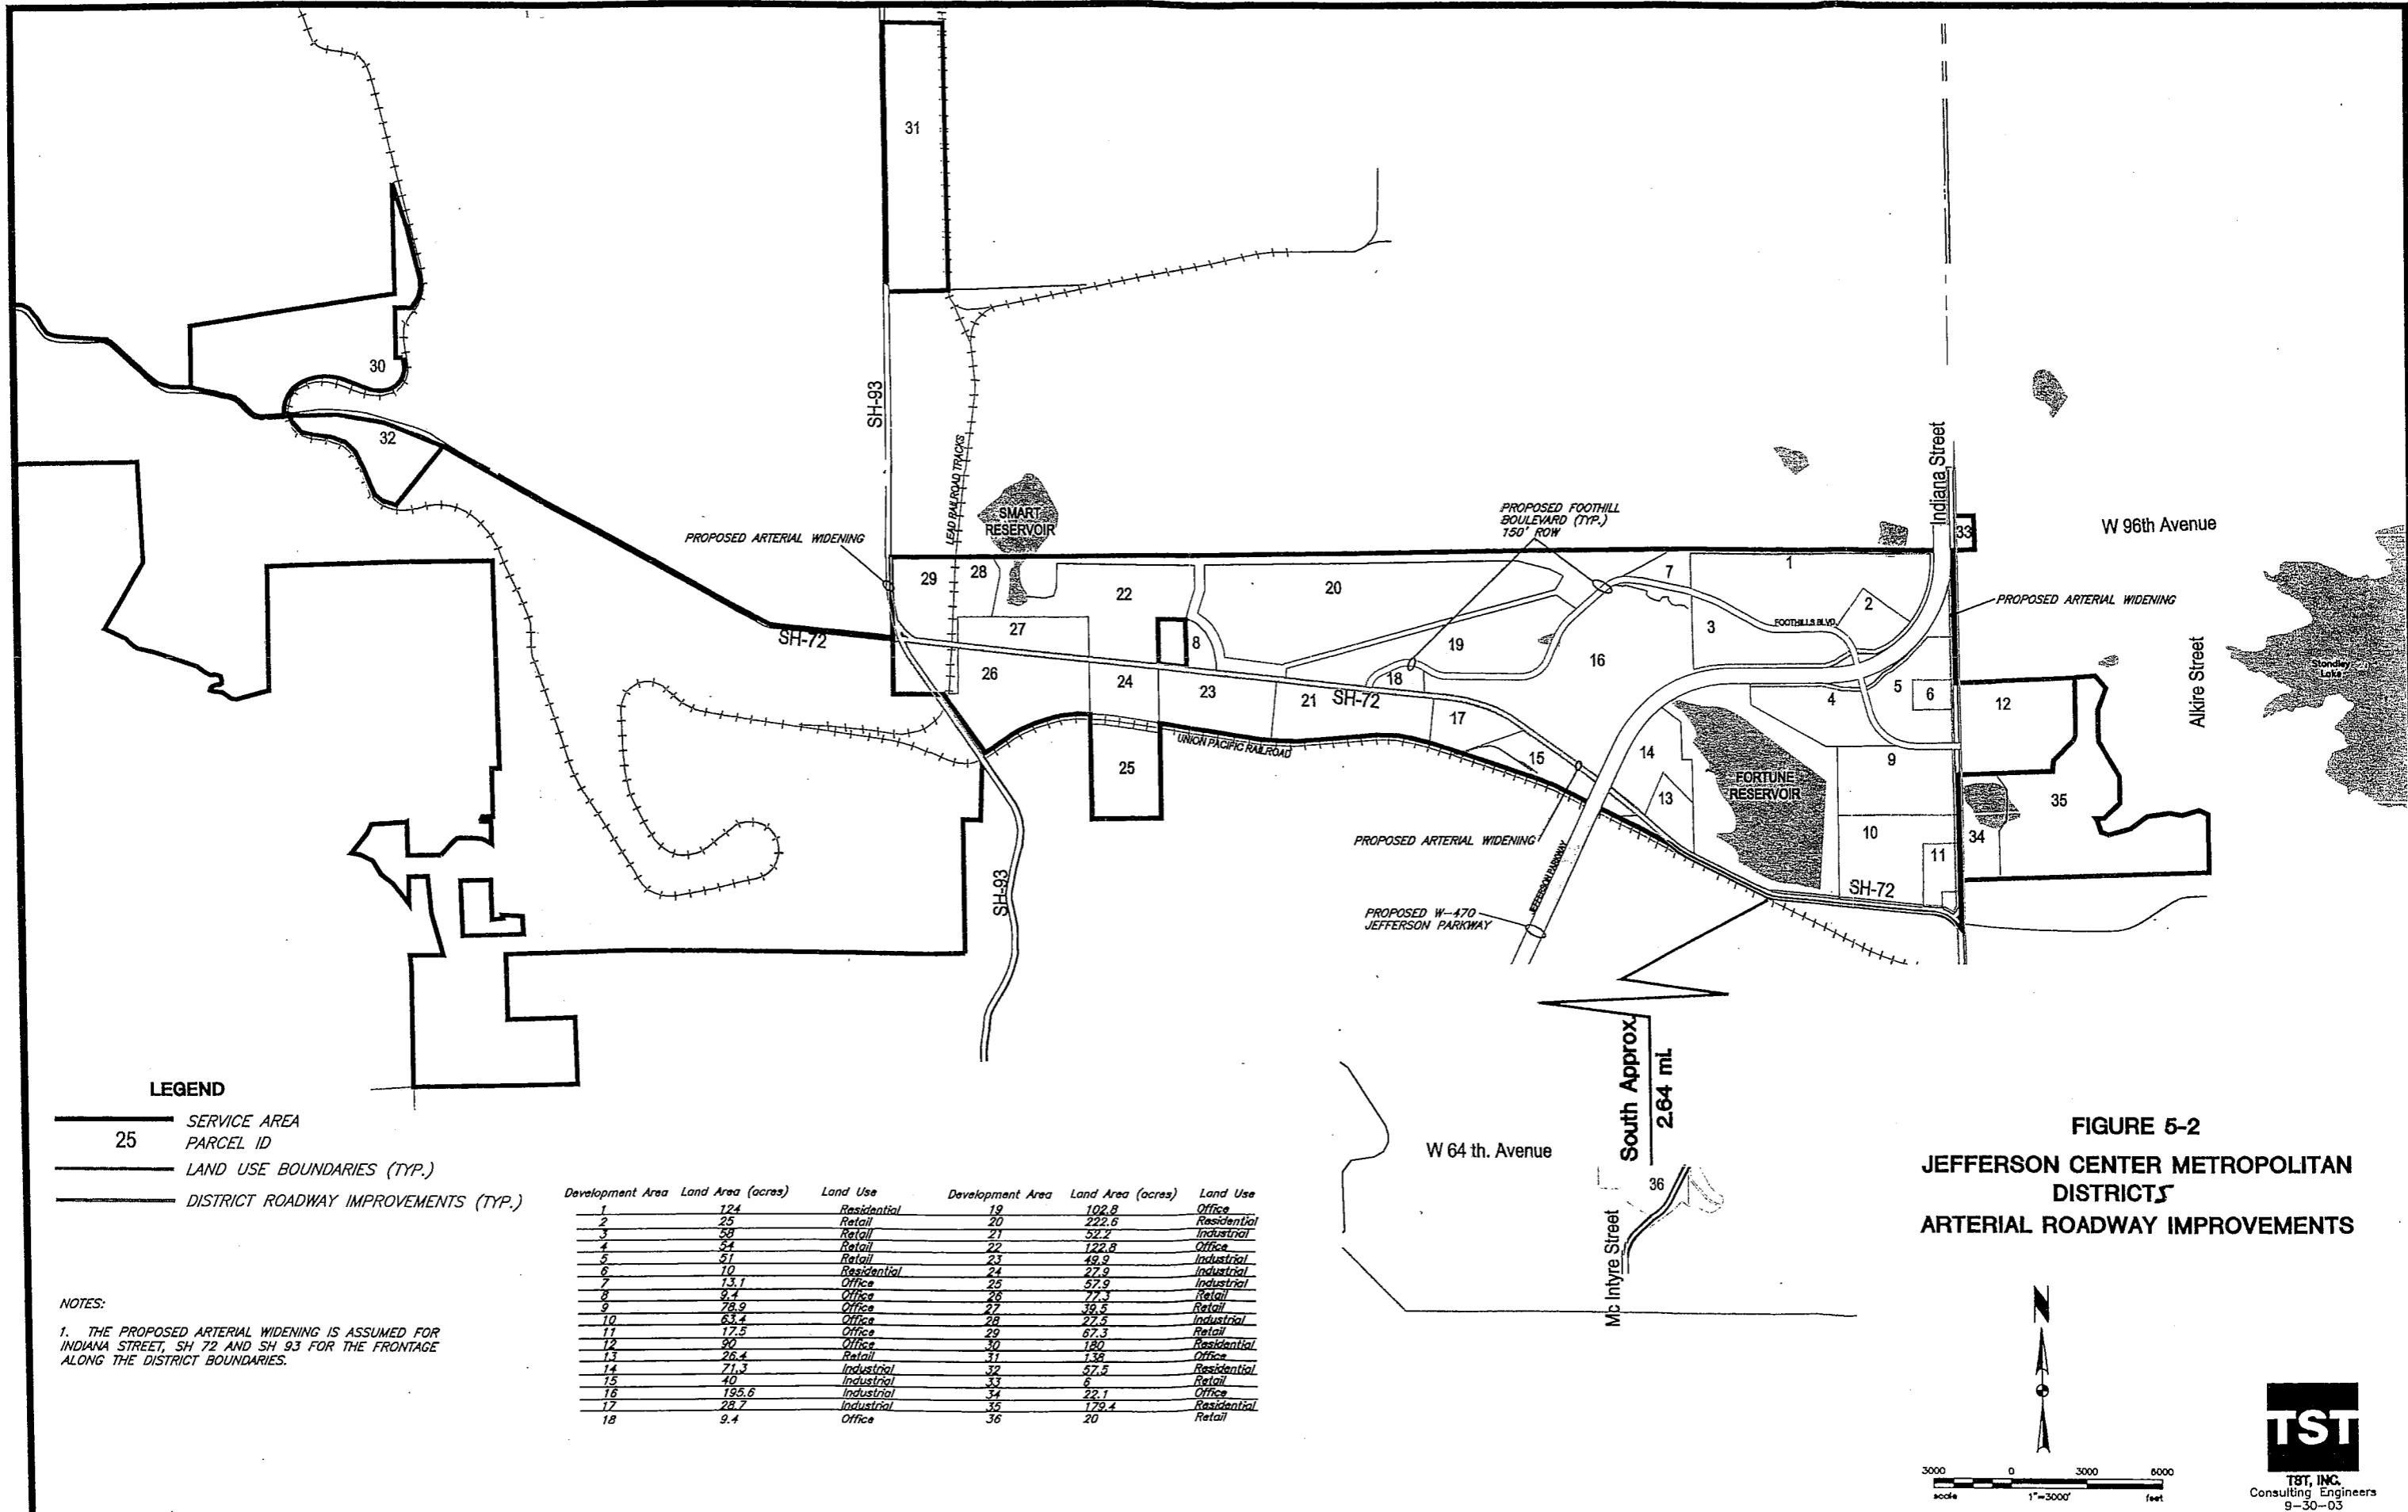 31
30
32
SH-93
LEAD RAILROAD TRACKS
SMART
RESERVOIR
PROPOSED ARTERIAL WIDENING
PROPOSED FOOTHILL
BOULEVARD (TYP.)
150' ROW
Indiana Street
33
W 96th Avenue
PROPOSED ARTERIAL WIDENING
Alkire Street
Standley
Lake
29
28
22
20
7
1
2
FOOTHILLS BLVD.
3
27
8
19
16
SH-72
26
24
23
21
18
SH-72
17
4
5
6
12
UNION PACIFIC RAILROAD
25
15
14
13
FORTUNE
RESERVOIR
9
35
10
34
11
SH-72
PROPOSED ARTERIAL WIDENING
JEFFERSON PARKWAY
PROPOSED W-470
JEFFERSON PARKWAY
SH-93
South Approx.
2.64 mi.
W 64 th. Avenue
36
Mc Intyre Street
LEGEND
SERVICE AREA
25 PARCEL ID
LAND USE BOUNDARIES (TYP.)
DISTRICT ROADWAY IMPROVEMENTS (TYP.)
NOTES:
1. THE PROPOSED ARTERIAL WIDENING IS ASSUMED FOR
INDIANA STREET, SH 72 AND SH 93 FOR THE FRONTAGE
ALONG THE DISTRICT BOUNDARIES.
Development Area Land Area (acres) Land Use Development Area Land Area (acres) Land Use
1 124 Residential 19 102.8 Office
2 25 Retail 20 222.6 Residential
3 58 Retail 21 52.2 Industrial
4 54 Retail 22 122.8 Office
5 51 Retail 23 49.9 Industrial
6 10 Residential 24 27.9 Industrial
7 13.1 Office 25 57.9 Industrial
8 9.4 Office 26 77.3 Retail
9 78.9 Office 27 39.5 Retail
10 63.4 Office 28 27.5 Industrial
11 17.5 Office 29 67.3 Retail
12 90 Office 30 180 Residential
13 26.4 Retail 31 138 Office
14 71.3 Industrial 32 57.5 Residential
15 40 Industrial 33 6 Retail
16 195.6 Industrial 34 22.1 Office
17 28.7 Industrial 35 179.4 Residential
18 9.4 Office 36 20 Retail
FIGURE 5-2
JEFFERSON CENTER METROPOLITAN
DISTRICTS
ARTERIAL ROADWAY IMPROVEMENTS
N
3000 0 3000 6000
scale 1"=3000' feet
TST
TST, INC.
Consulting Engineers
9-30-03